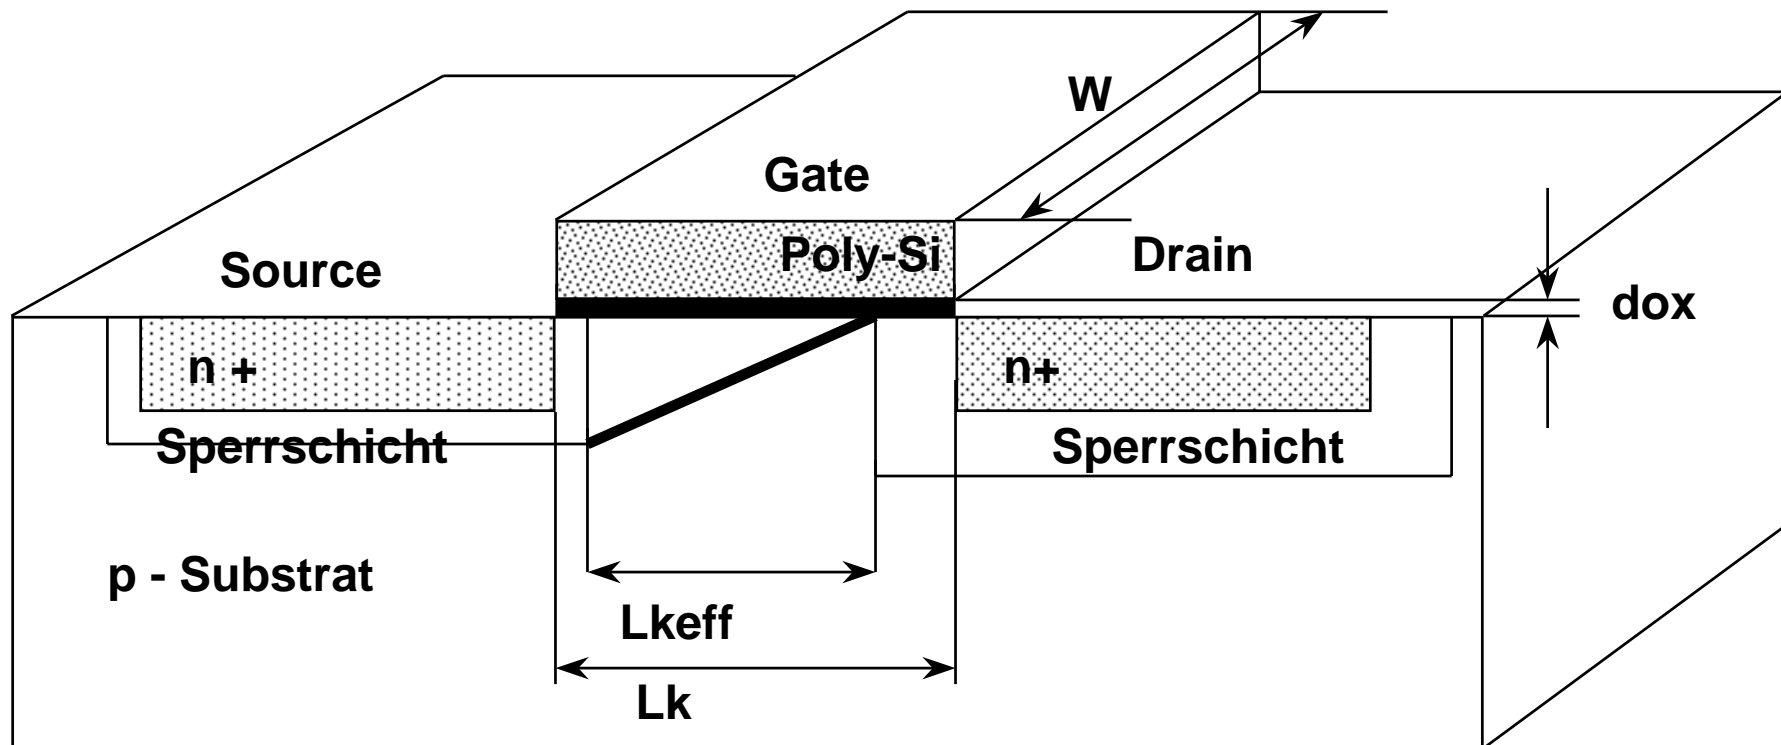 W
Gate
Poly-Si
Source
Drain
dox
n +
n+
Sperrschicht
Sperrschicht
p - Substrat
Lkeff
Lk